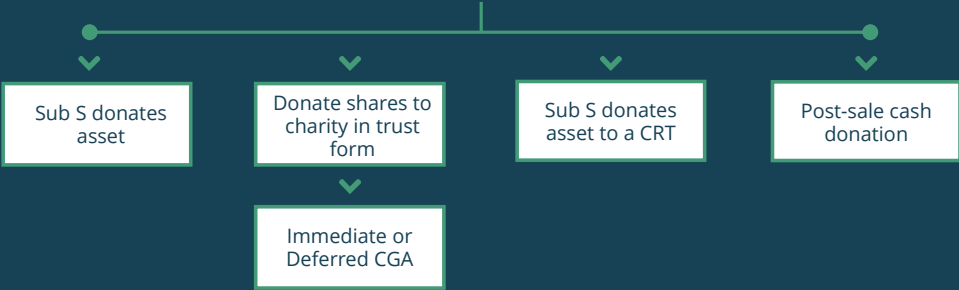 Sub S donates
asset
Donate shares to
charity in trust
form
Sub S donates
asset to a CRT
Post-sale cash
donation
Immediate or
Deferred CGA